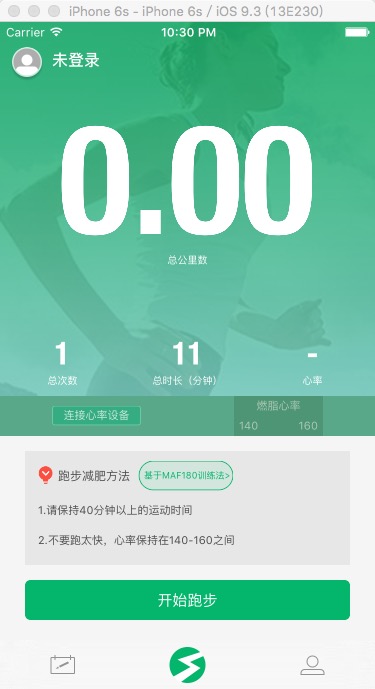 iPhone 6s - iPhone 6s / iOS 9.3 (13E230)
Carrier 10:30 PM
未登录
0.00
总公里数
1 11 -
总次数 总时长（分钟） 心率
连接心率设备
燃脂心率
140 160
跑步减肥方法 基于MAF180训练法>
1.请保持40分钟以上的运动时间
2.不要跑太快，心率保持在140-160之间
开始跑步